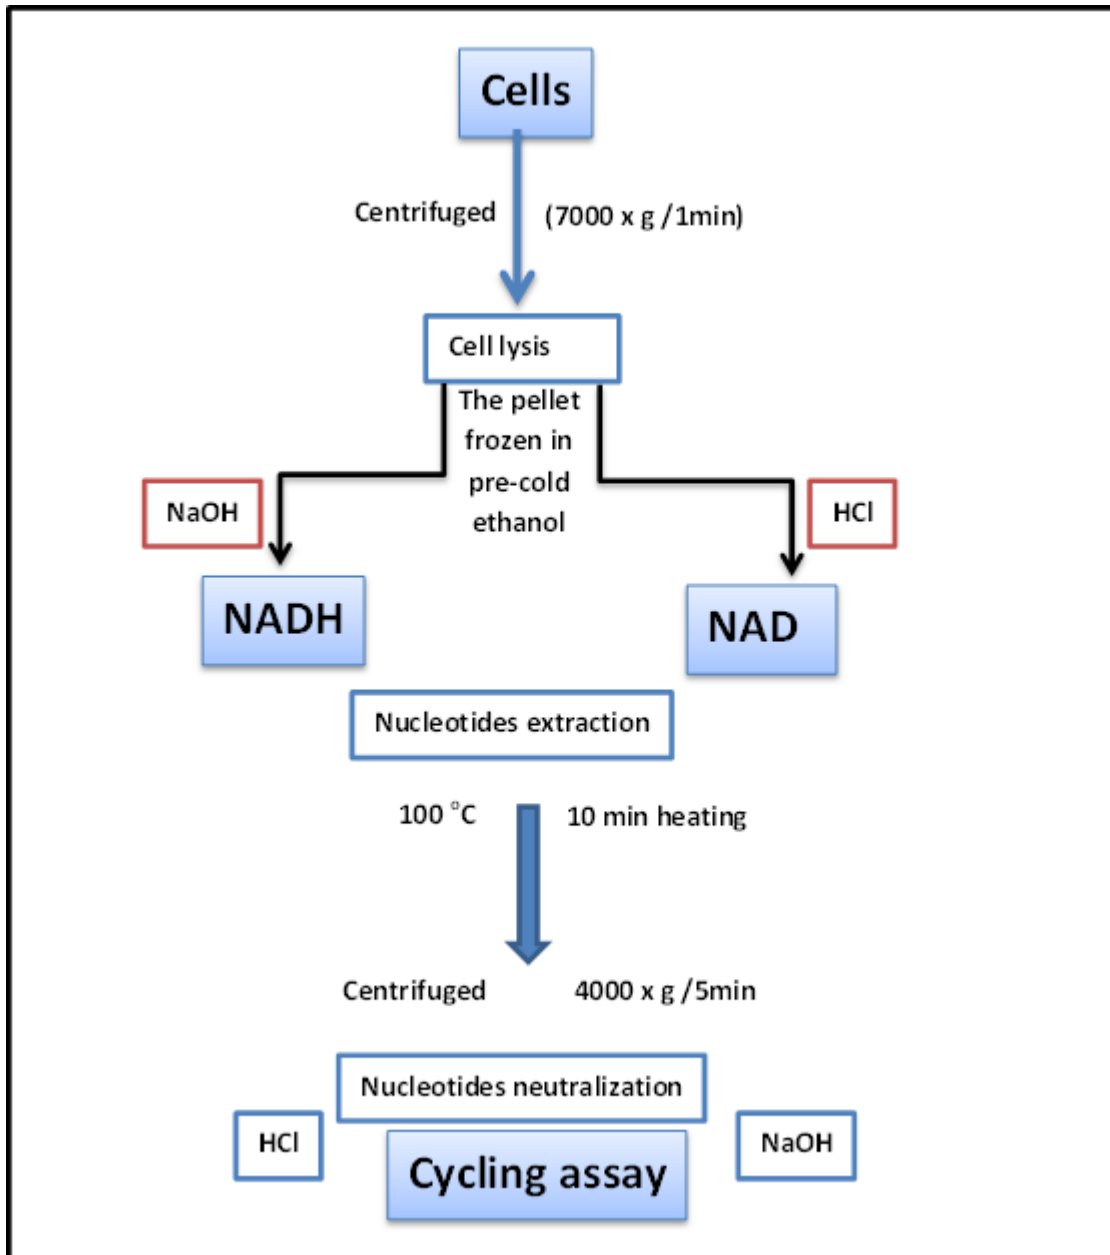 Cells
Centrifuged (7000 x g /1min)
Cell lysis
The pellet
frozen in
pre-cold
ethanol
NaOH
HCl
NADH
NAD
Nucleotides extraction
100 °C 10 min heating
Centrifuged 4000 x g /5min
Nucleotides neutralization
HCl
NaOH
Cycling assay